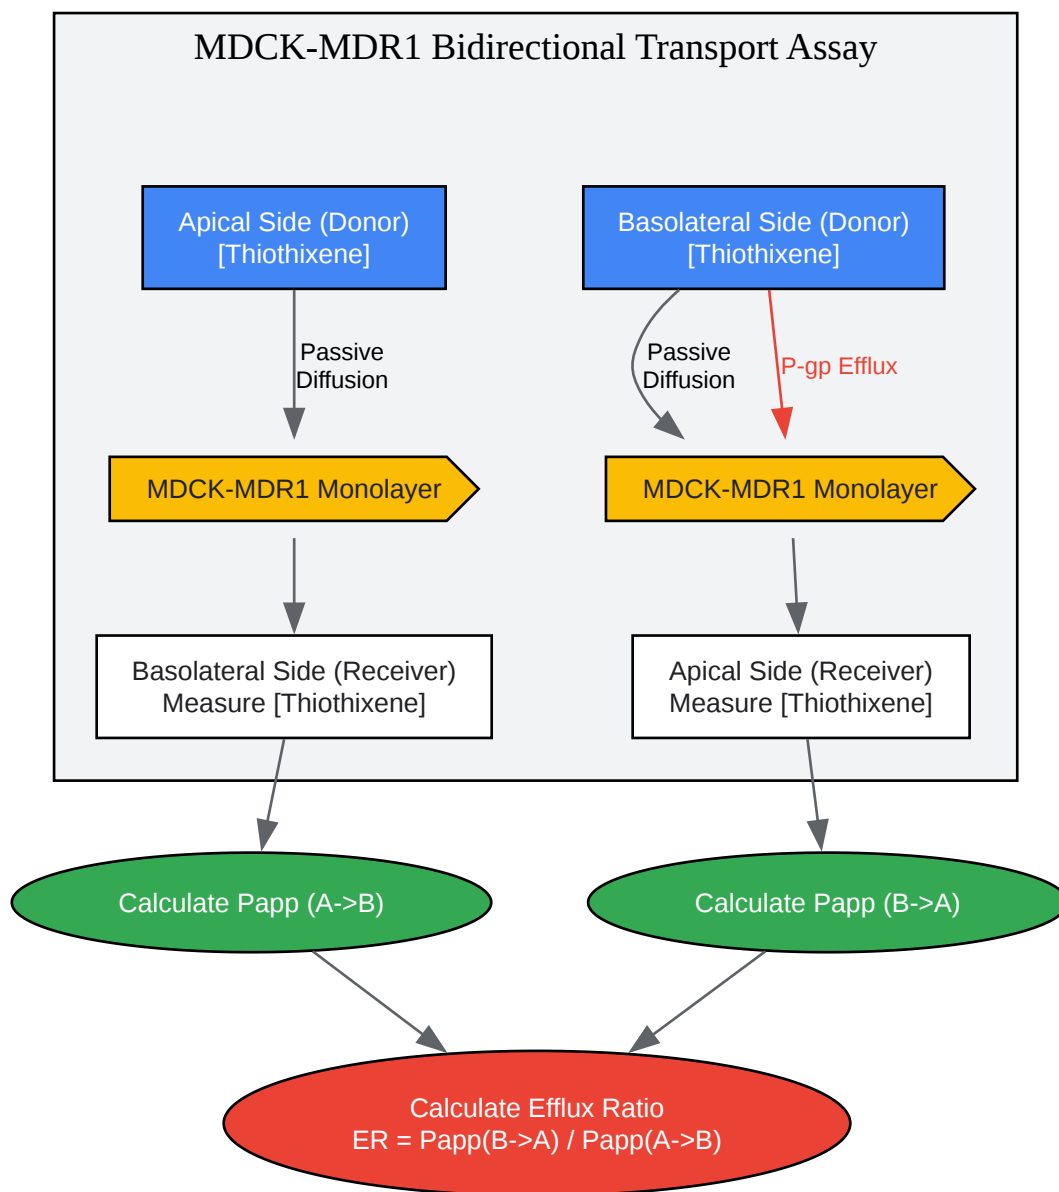 MDCK-MDR1 Bidirectional Transport Assay
Apical Side (Donor)
[Thiothixene]
Basolateral Side (Donor)
[Thiothixene]
Passive
Diffusion
Passive
Diffusion
P-gp Efflux
MDCK-MDR1 Monolayer
MDCK-MDR1 Monolayer
Basolateral Side (Receiver)
Measure [Thiothixene]
Apical Side (Receiver)
Measure [Thiothixene]
Calculate Papp (A->B)
Calculate Papp (B->A)
Calculate Efflux Ratio
ER = Papp(B->A) / Papp(A->B)